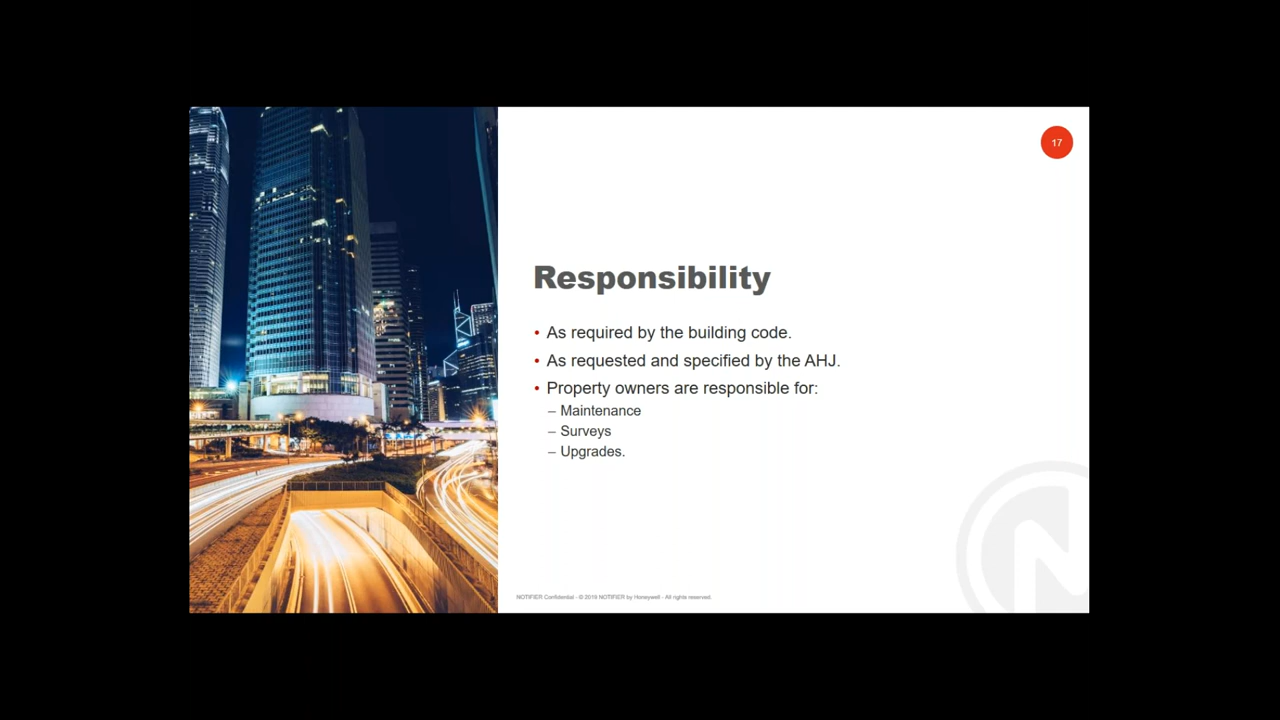 17
Responsibility
• As required by the building code.
• As requested and specified by the AHJ.
• Property owners are responsible for:
– Maintenance
– Surveys
– Upgrades.
NOTIFIER Confidential - © 2016 NOTIFIER by Honeywell - All rights reserved.